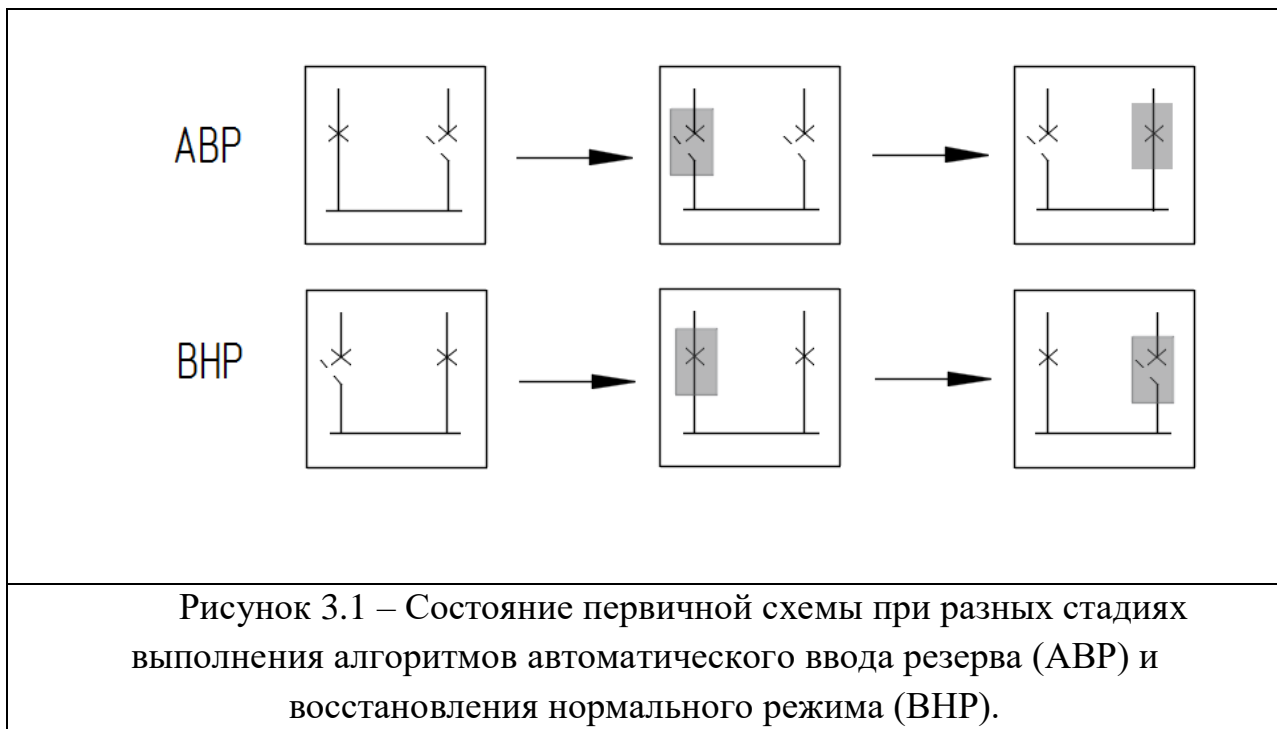 АВР
ВНР
Рисунок 3.1 – Состояние первичной схемы при разных стадиях
выполнения алгоритмов автоматического ввода резерва (АВР) и
восстановления нормального режима (ВНР).